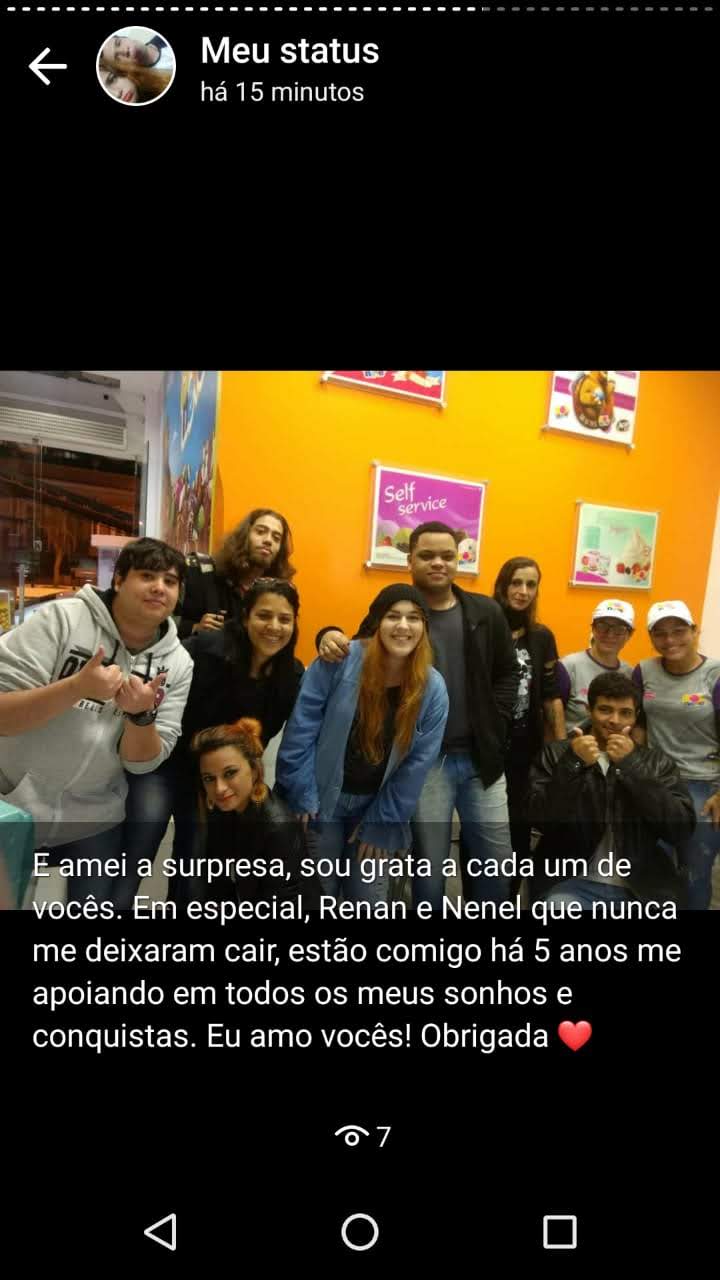 Meu status
há 15 minutos
Self
service
E amei a surpresa, sou grata a cada um de
vocês. Em especial, Renan e Nenel que nunca
me deixaram cair, estão comigo há 5 anos me
apoiando em todos os meus sonhos e
conquistas. Eu amo vocês! Obrigada ❤️
7